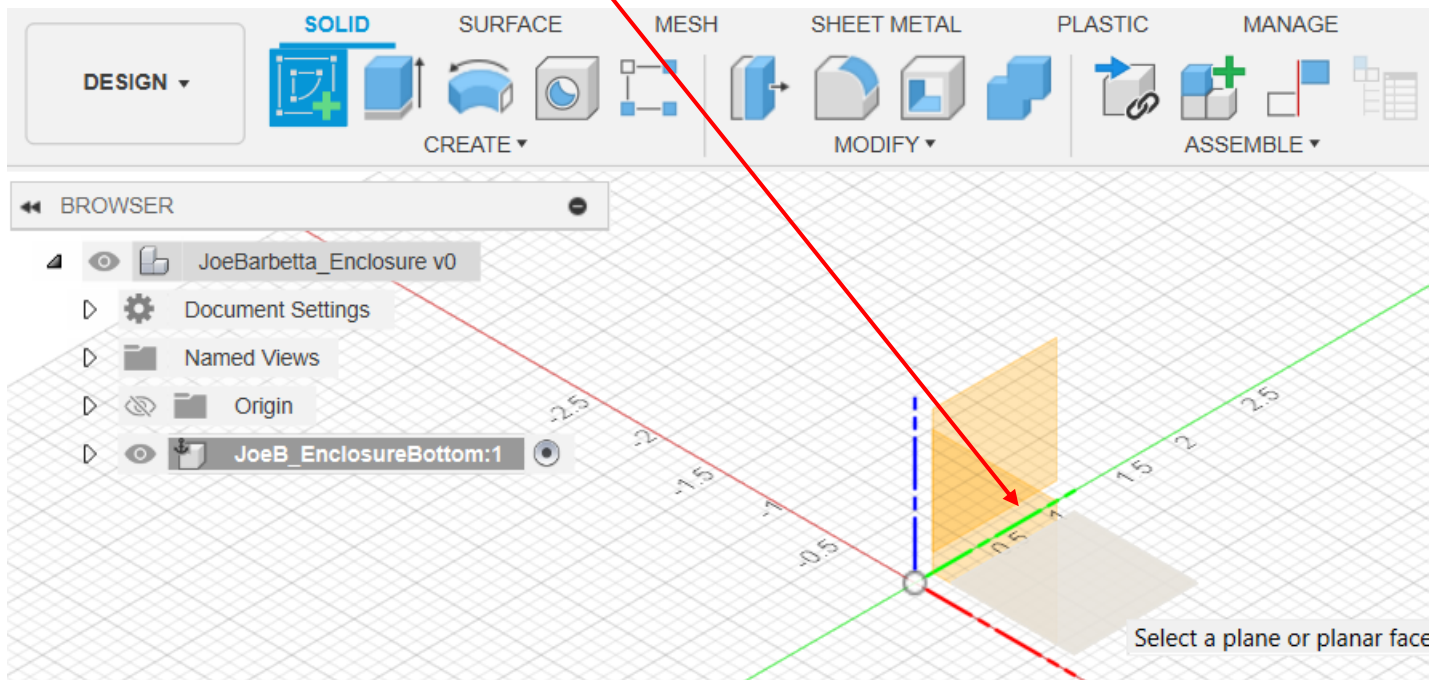 SOLID SURFACE MESH SHEET METAL PLASTIC MANAGE
DESIGN ▾
CREATE ▾ MODIFY ▾ ASSEMBLE ▾
BROWSER
JoeBarbetta_Enclosure v0
Document Settings
Named Views
Origin
JoeB_EnclosureBottom:1
-2.5
-2
-1.5
-1
-0.5
2.5
2
1.5
1
0.5
Select a plane or planar face